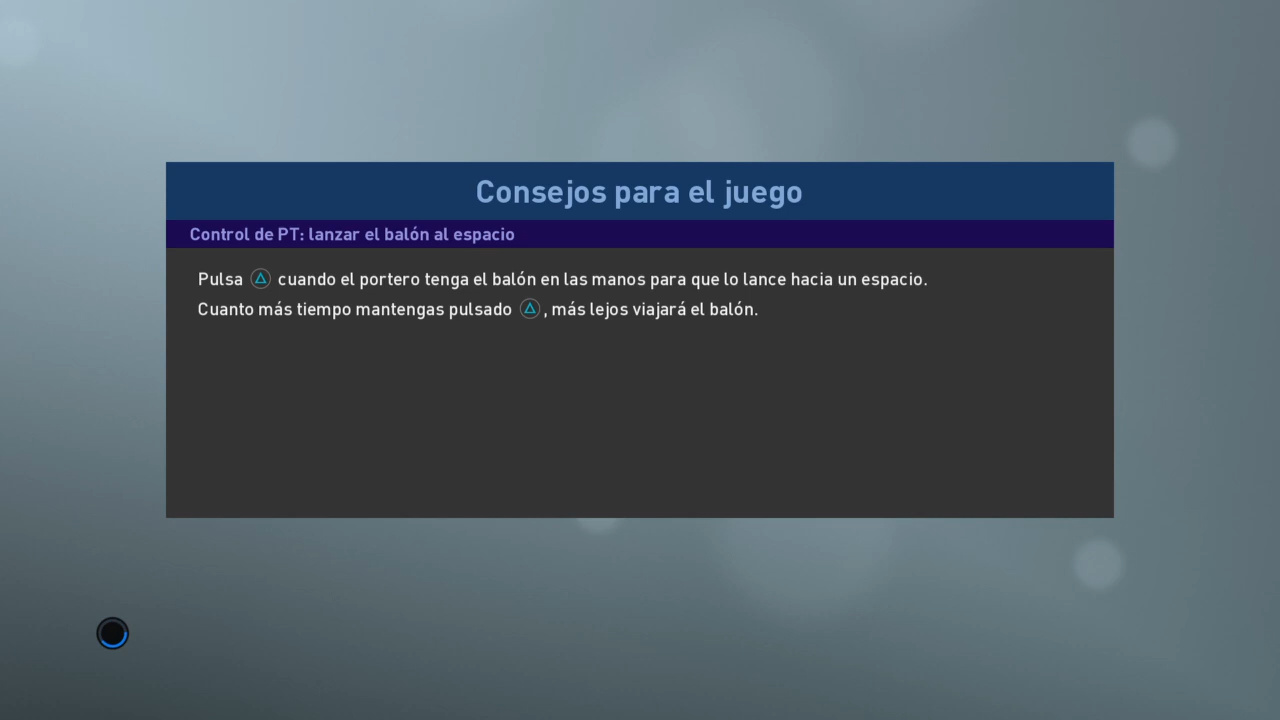 Consejos para el juego
Control de PT: lanzar el balón al espacio
Pulsa △ cuando el portero tenga el balón en las manos para que lo lance hacia un espacio.
Cuanto más tiempo mantengas pulsado △, más lejos viajará el balón.